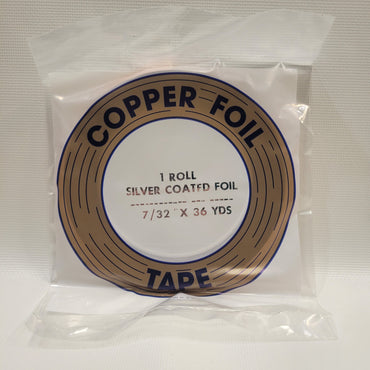 COPPER FOIL
1 ROLL
SILVER COATED FOIL
7/32" X 36 YDS
TAPE